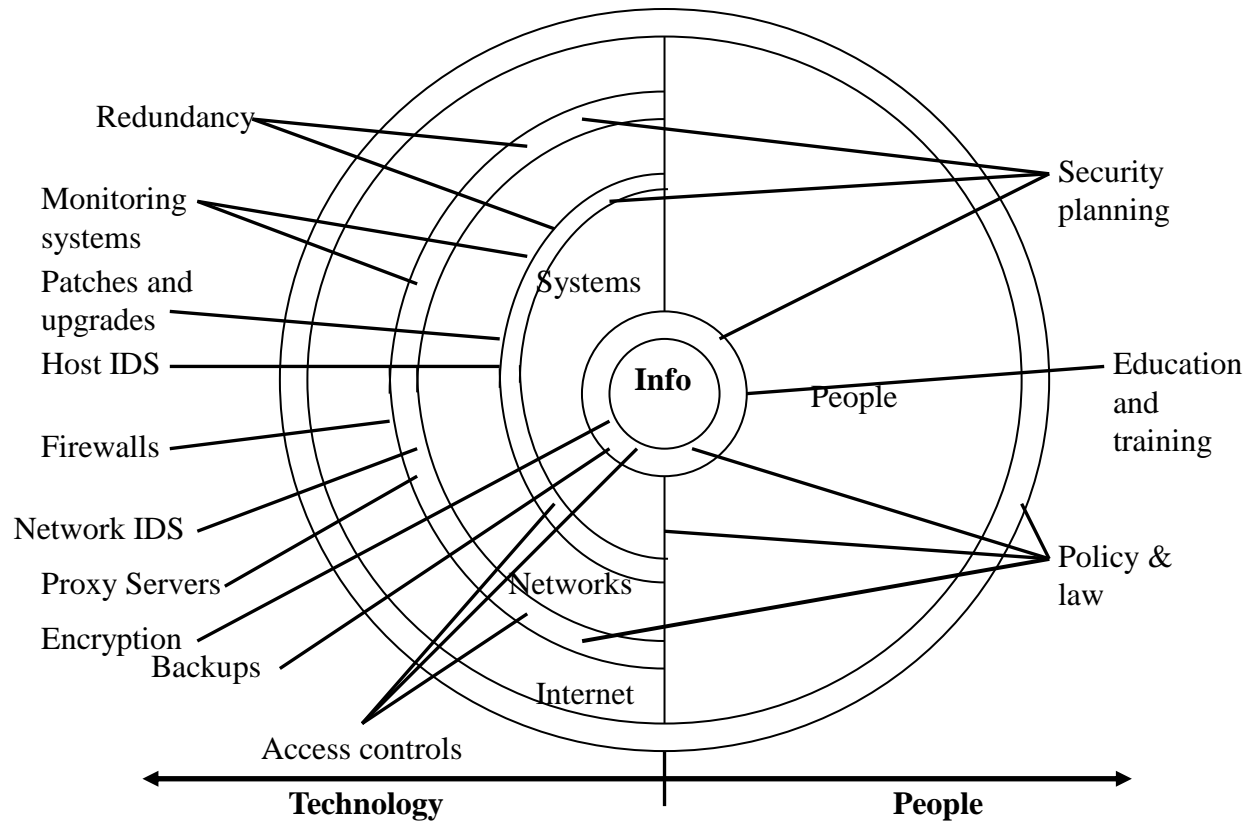 Redundancy
Monitoring
systems
Patches and
upgrades
Host IDS
Firewalls
Network IDS
Proxy Servers
Encryption
Backups
Access controls
Systems
Info
People
Networks
Internet
Security
planning
Education
and
training
Policy &
law
Technology
People